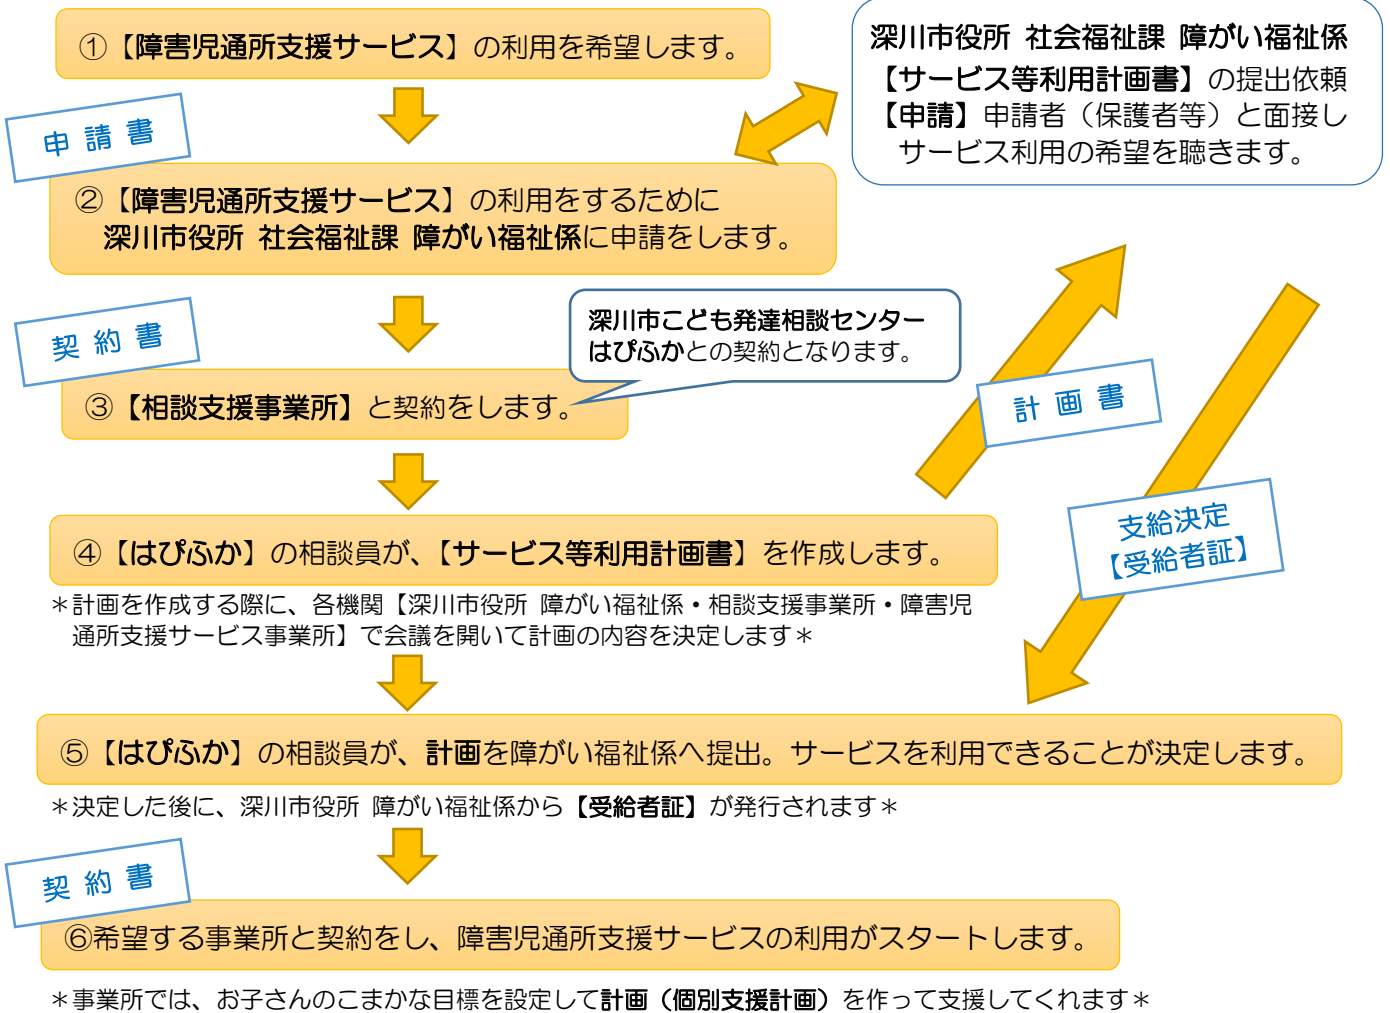 ①【障害児通所支援サービス】の利用を希望します。
深川市役所 社会福祉課 障がい福祉係
【サービス等利用計画書】の提出依頼
【申請】申請者（保護者等）と面接し
サービス利用の希望を聴きます。
申請書
②【障害児通所支援サービス】の利用をするために
深川市役所 社会福祉課 障がい福祉係に申請をします。
契約書
深川市こども発達相談センター
はぴふかとの契約となります。
③【相談支援事業所】と契約をします。
計画書
支給決定
【受給者証】
④【はぴふか】の相談員が、【サービス等利用計画書】を作成します。
＊計画を作成する際に、各機関【深川市役所 障がい福祉係・相談支援事業所・障害児
通所支援サービス事業所】で会議を開いて計画の内容を決定します＊
⑤【はぴふか】の相談員が、計画を障がい福祉係へ提出。サービスを利用できることが決定します。
＊決定した後に、深川市役所 障がい福祉係から【受給者証】が発行されます＊
契約書
⑥希望する事業所と契約をし、障害児通所支援サービスの利用がスタートします。
＊事業所では、お子さんのこまかな目標を設定して計画（個別支援計画）を作って支援してくれます＊